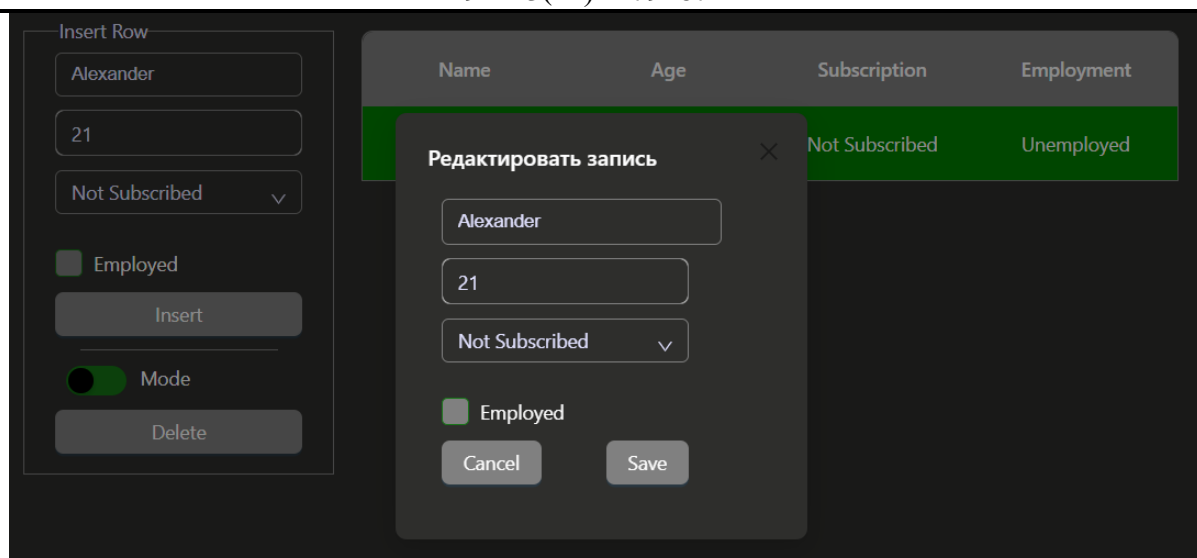 Insert Row
Alexander
21
Not Subscribed
Employed
Insert
Mode
Delete
Name Age Subscription Employment
Not Subscribed Unemployed
Редактировать запись
Alexander
21
Not Subscribed
Employed
Cancel Save